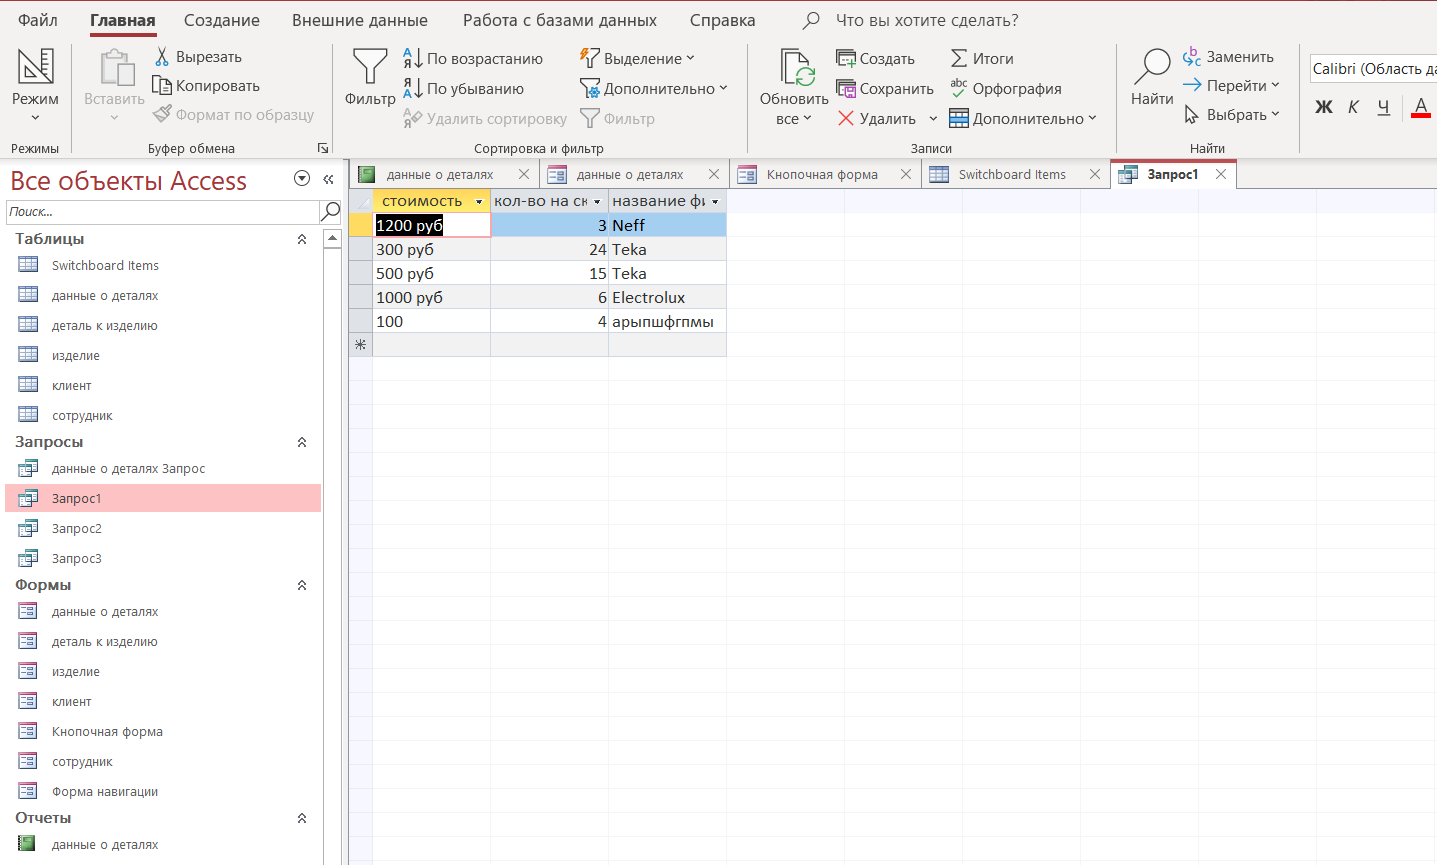 Файл Главная Создание Внешние данные Работа с базами данных Справка Что вы хотите сделать?
Режим
Режимы
Вставить
Вырезать
Копировать
Формат по образцу
Буфер обмена
Фильтр
По возрастанию
По убыванию
Удалить сортировку
Выделение
Дополнительно
Фильтр
Сортировка и фильтр
Обновить
все
Создать
Сохранить
Удалить
Итоги
Орфография
Дополнительно
Записи
Найти
Заменить
Перейти
Выбрать
Найти
Calibri (Область да
Ж К Ч А
Все объекты Access
Поиск...
Таблицы
Switchboard Items
данные о деталях
деталь к изделию
изделие
клиент
сотрудник
Запросы
данные о деталях Запрос
Запрос1
Запрос2
Запрос3
Формы
данные о деталях
деталь к изделию
изделие
клиент
Кнопочная форма
сотрудник
Форма навигации
Отчеты
данные о деталях
данные о деталях данные о деталях Кнопочная форма Switchboard Items Запрос1
стоимость кол-во на ск название фи
1200 руб 3 Neff
300 руб 24 Teka
500 руб 15 Teka
1000 руб 6 Electrolux
100 4 арыпшфгпмы